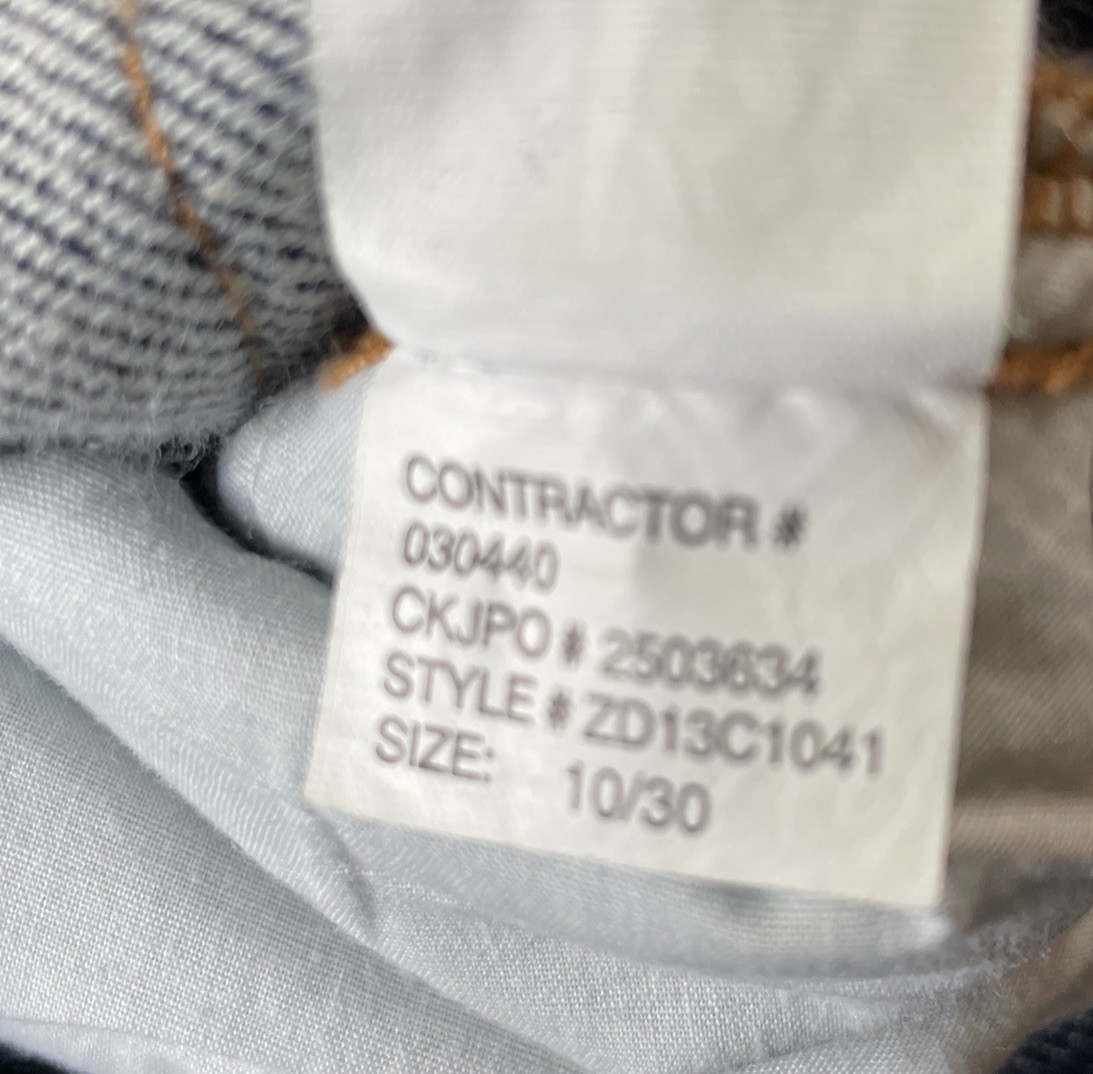 CONTRACTOR #
030440
CKJPO # 2503634
STYLE # ZD13C1041
SIZE: 10/30